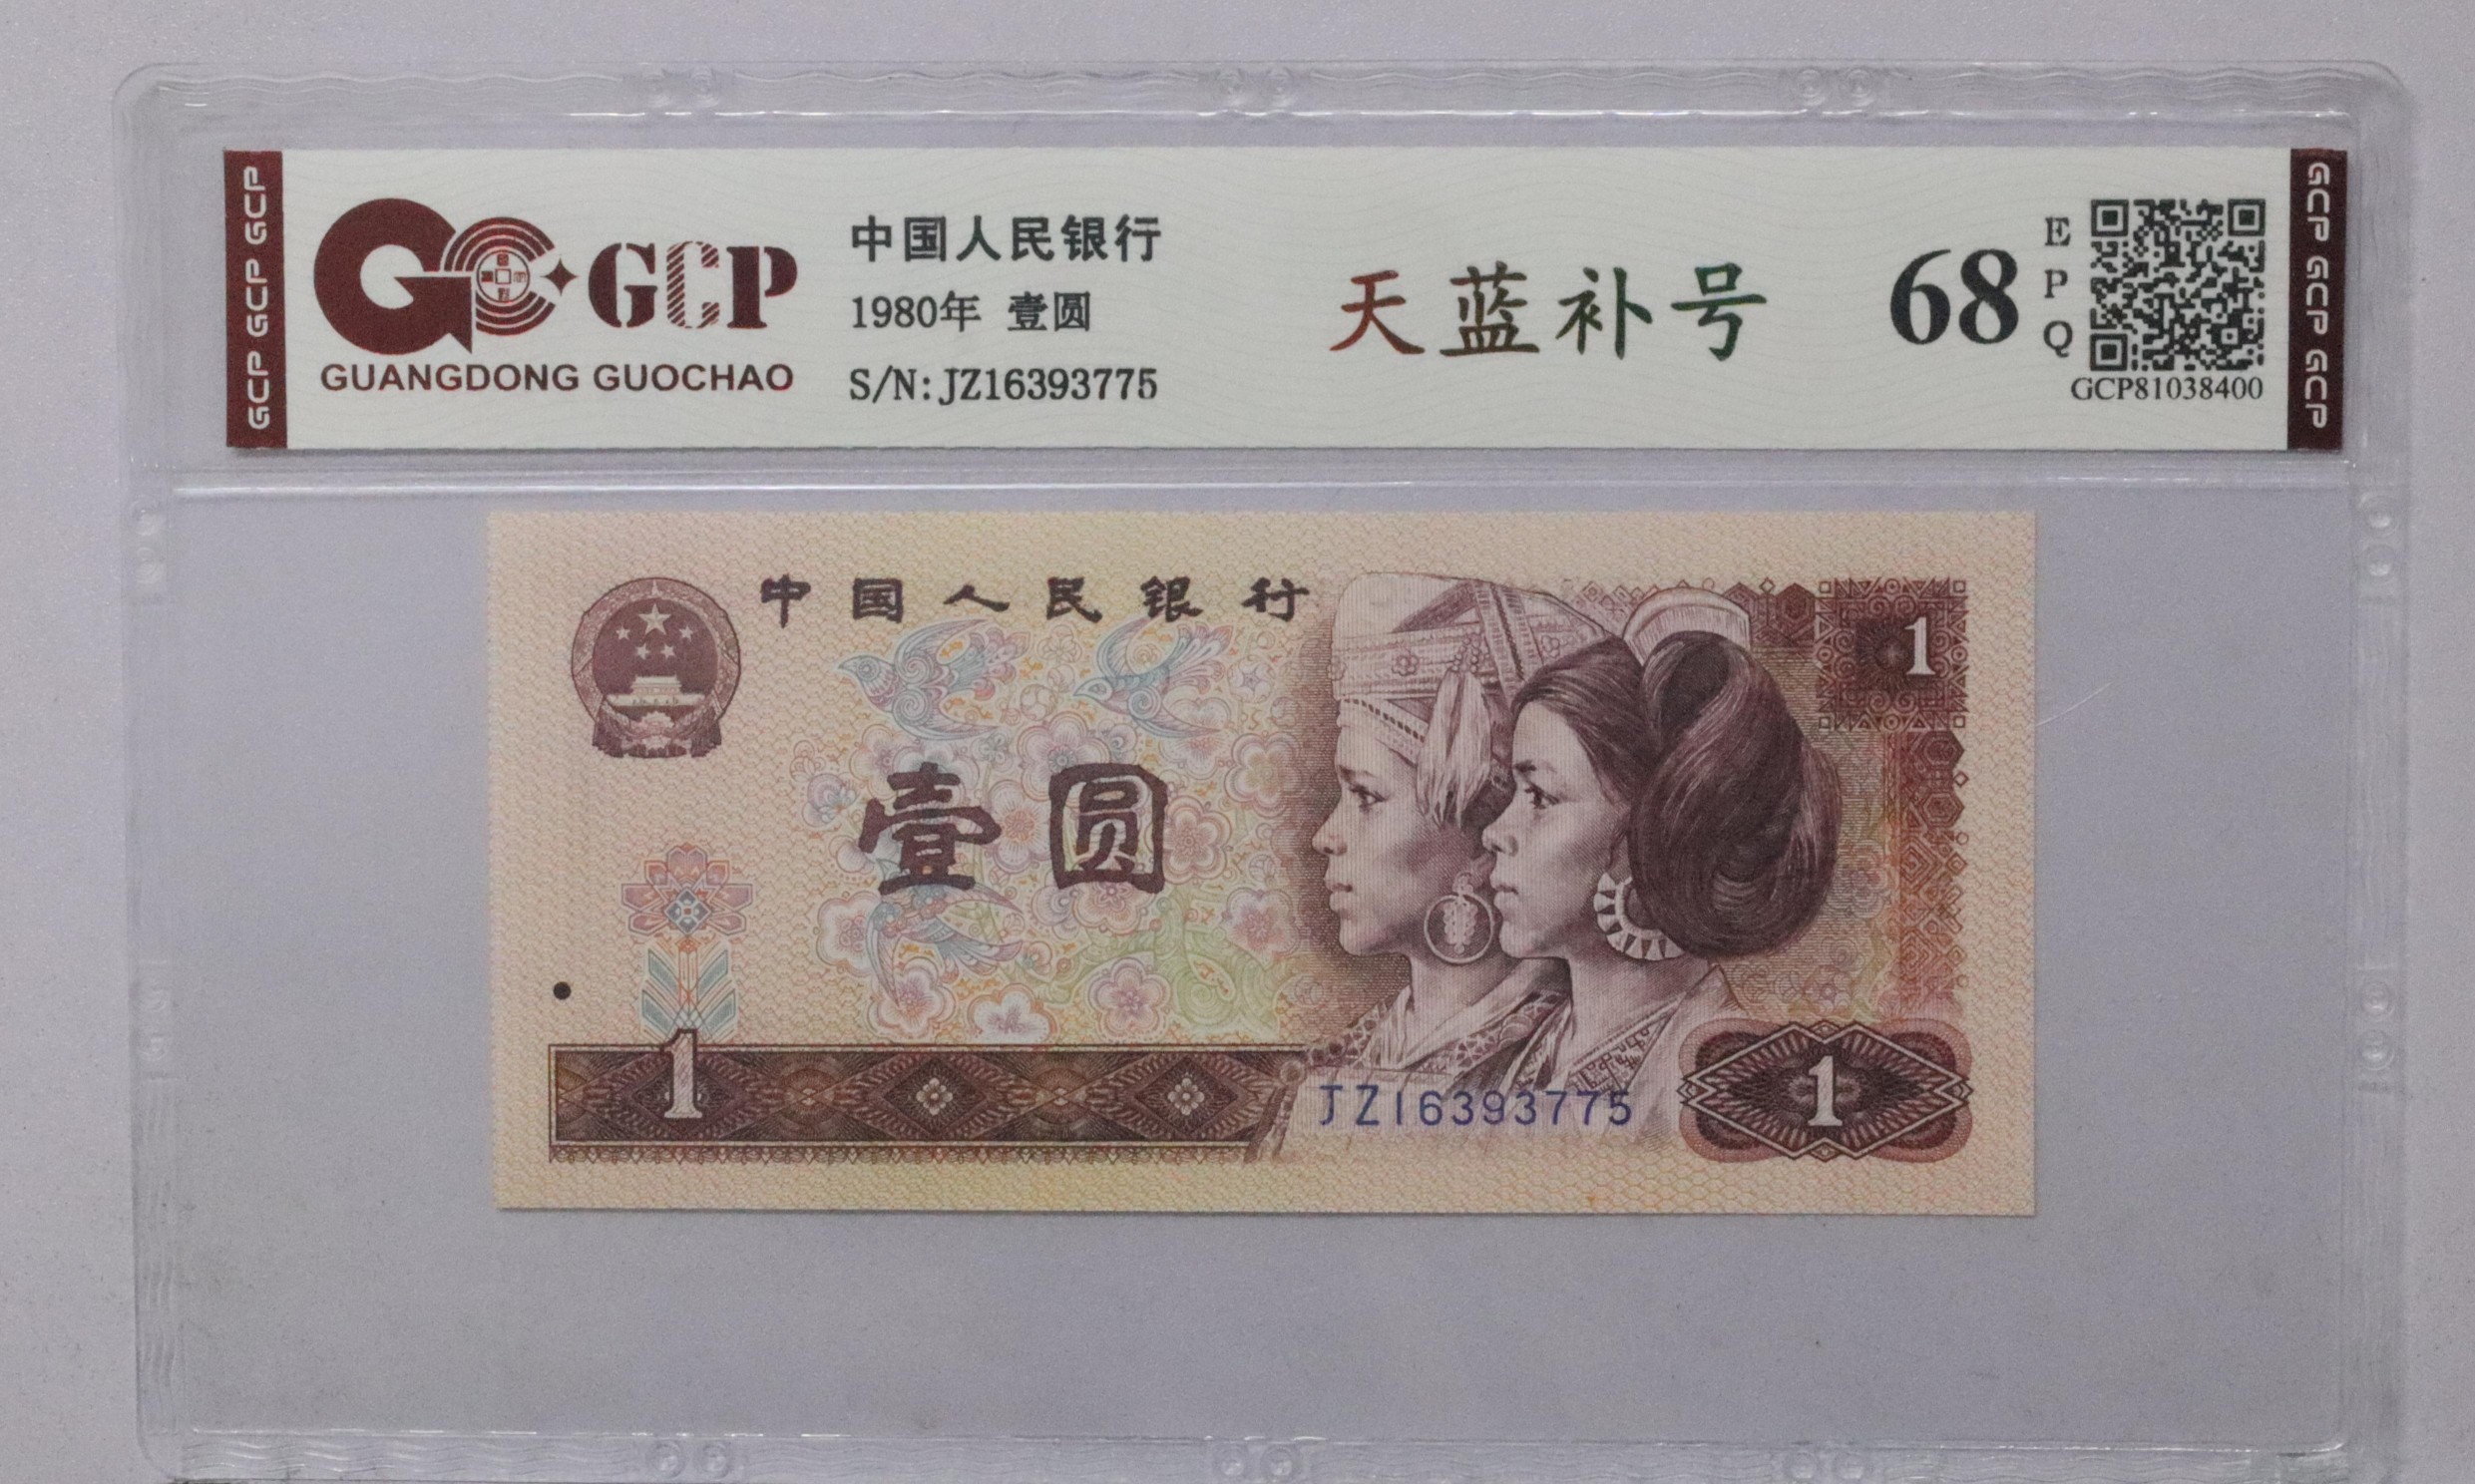 GCP GCP GCP
GCP
GUANGDONG GUOCHAO
中国人民银行
1980年 壹圆
S/N:JZ16393775
天蓝补号
68
E
P
Q
GCP81038400
GCP GCP GCP
中国人民银行
1
壹圆
1
JZ16393775
1